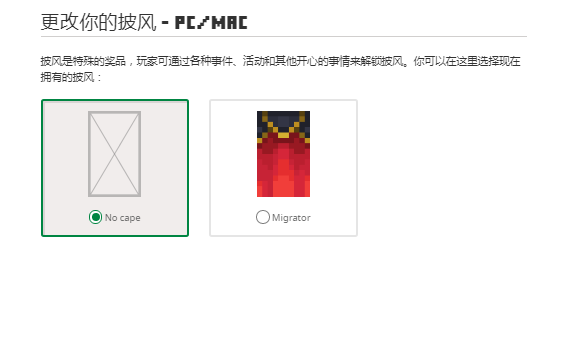 更改你的披风 - PC/MAC
披风是特殊的奖品，玩家可通过各种事件、活动和其他开心的事情来解锁披风。你可以在这里选择现在
拥有的披风：
No cape
Migrator